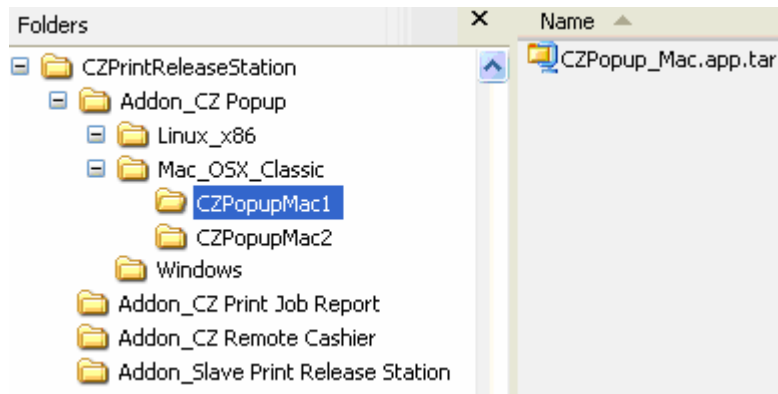 Folders × Name
CZPrintReleaseStation
CZPopup_Mac.app.tar
Addon_CZ Popup
Linux_x86
Mac_OSX_Classic
CZPopupMac1
CZPopupMac2
Windows
Addon_CZ Print Job Report
Addon_CZ Remote Cashier
Addon_Slave Print Release Station